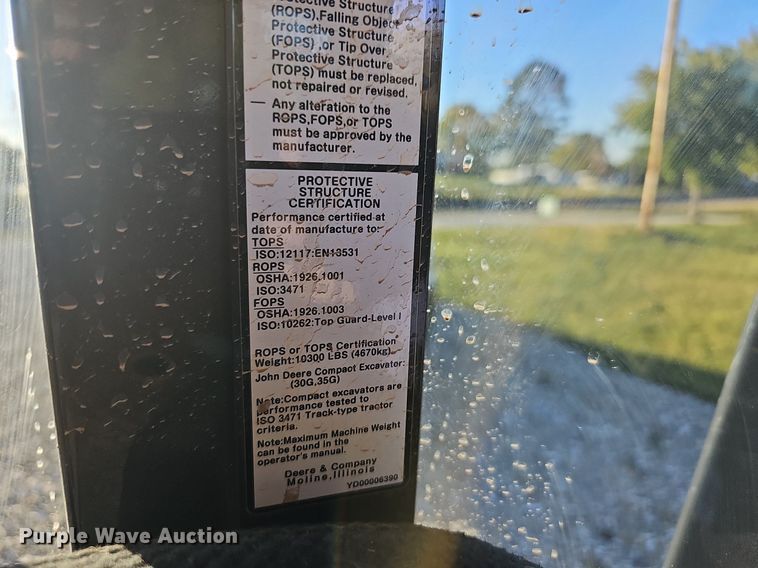 Protective Structure
(ROPS),Falling Object
Protective Structure
(FOPS) ,or Tip Over
Protective Structure
(TOPS) must be replaced,
not repaired or revised.
— Any alteration to the
ROPS,FOPS,or TOPS
must be approved by the
manufacturer.
PROTECTIVE
STRUCTURE
CERTIFICATION
Performance certified at
date of manufacture to:
TOPS
ISO:12117:EN13531
ROPS
OSHA:1926.1001
ISO:3471
FOPS
OSHA:1926.1003
ISO:10262:Top Guard-Level I
ROPS or TOPS Certification
Weight:10300 LBS (4670kg)
John Deere Compact Excavator:
(30G,35G)
Note:Compact excavators are
performance tested to
ISO 3471 Track-type tractor
criteria.
Note:Maximum Machine Weight
can be found in the
operator's manual.
Deere & Company
Moline,Illinois
YD00006390
Purple Wave Auction